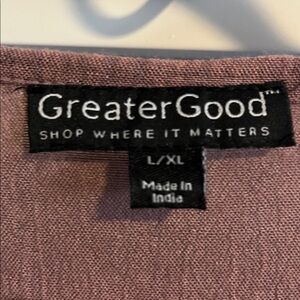 GreaterGood™
SHOP WHERE IT MATTERS
L/XL
Made in
India